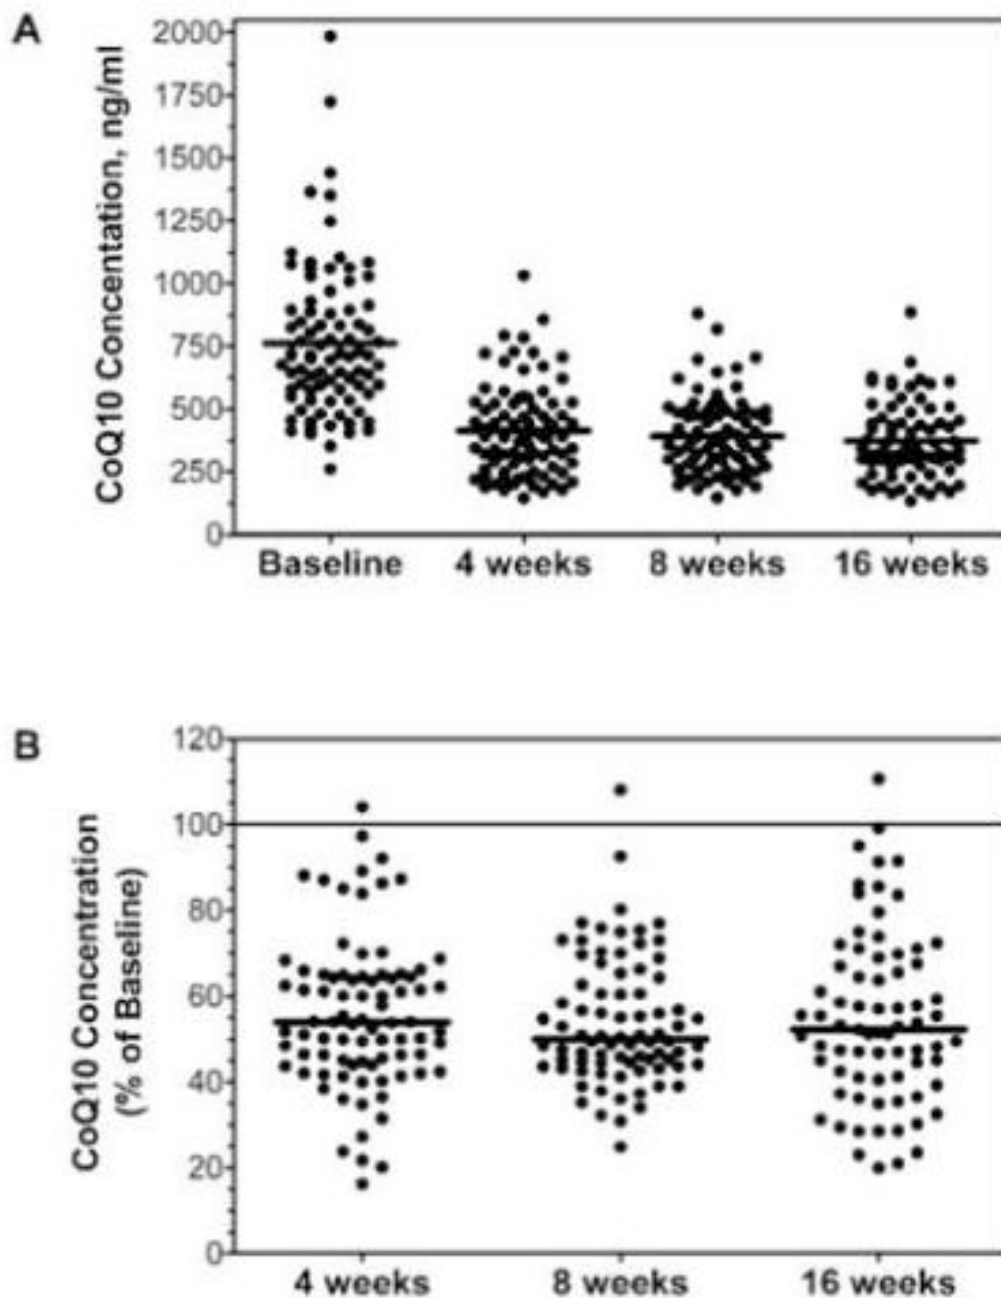 A
CoQ10 Concentation, ng/ml
2000
1750
1500
1250
1000
750
500
250
0
Baseline 4 weeks 8 weeks 16 weeks
B
CoQ10 Concentration
(% of Baseline)
120
100
80
60
40
20
0
4 weeks 8 weeks 16 weeks